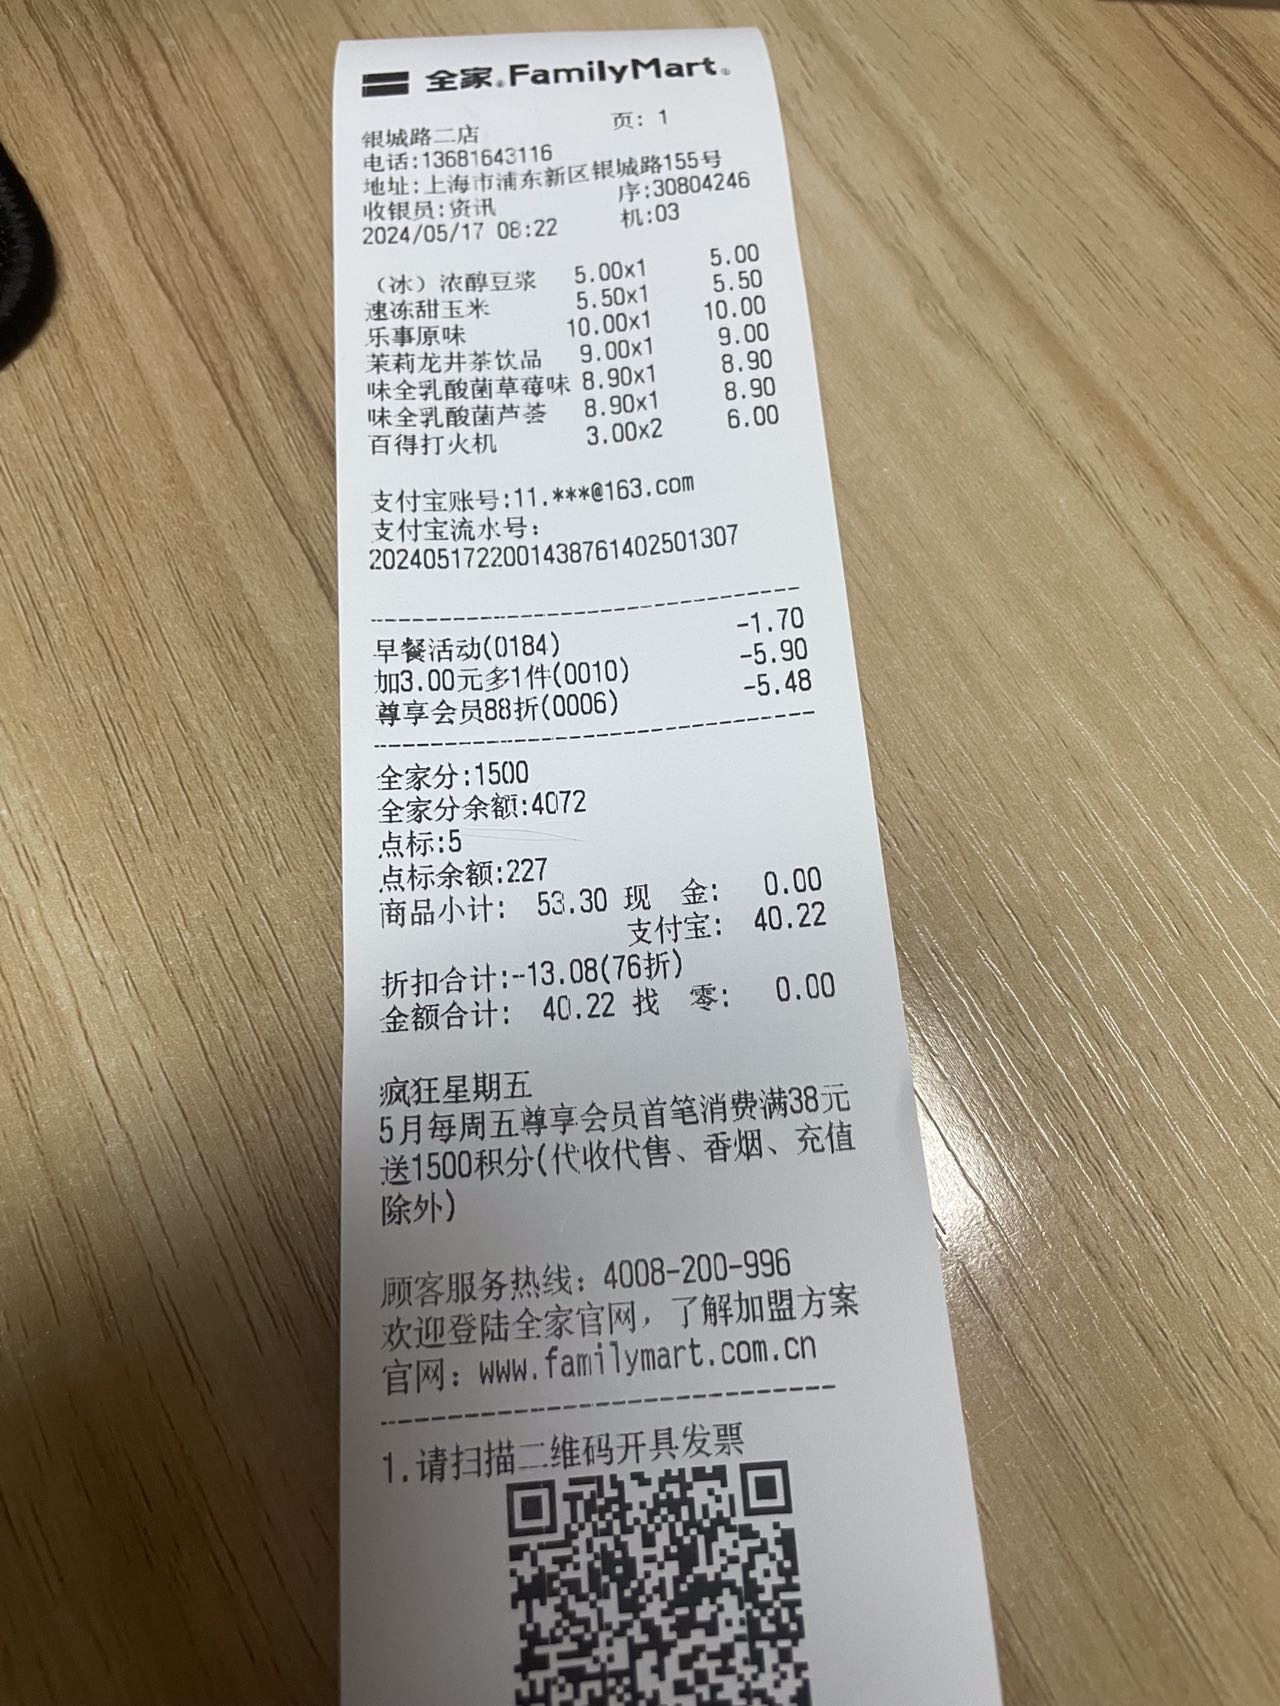 全家 FamilyMart
银城路二店 页: 1
电话:13681643116
地址:上海市浦东新区银城路155号
收银员:资讯 序:30804246
2024/05/17 08:22 机:03
（冰）浓醇豆浆 5.00x1 5.00
速冻甜玉米 5.50x1 5.50
乐事原味 10.00x1 10.00
茉莉龙井茶饮品 9.00x1 9.00
味全乳酸菌草莓味 8.90x1 8.90
味全乳酸菌芦荟 8.90x1 8.90
百得打火机 3.00x2 6.00
支付宝账号:11.***@163.com
支付宝流水号:
2024051722001438761402501307
早餐活动(0184) -1.70
加3.00元多1件(0010) -5.90
尊享会员88折(0006) -5.48
全家分:1500
全家分余额:4072
点标:5
点标余额:227
商品小计: 53.30 现 金: 0.00
支付宝: 40.22
折扣合计:-13.08(76折)
金额合计: 40.22 找 零: 0.00
疯狂星期五
5月每周五尊享会员首笔消费满38元
送1500积分(代收代售、香烟、充值
除外)
顾客服务热线: 4008-200-996
欢迎登陆全家官网, 了解加盟方案
官网: www.familymart.com.cn
1.请扫描二维码开具发票